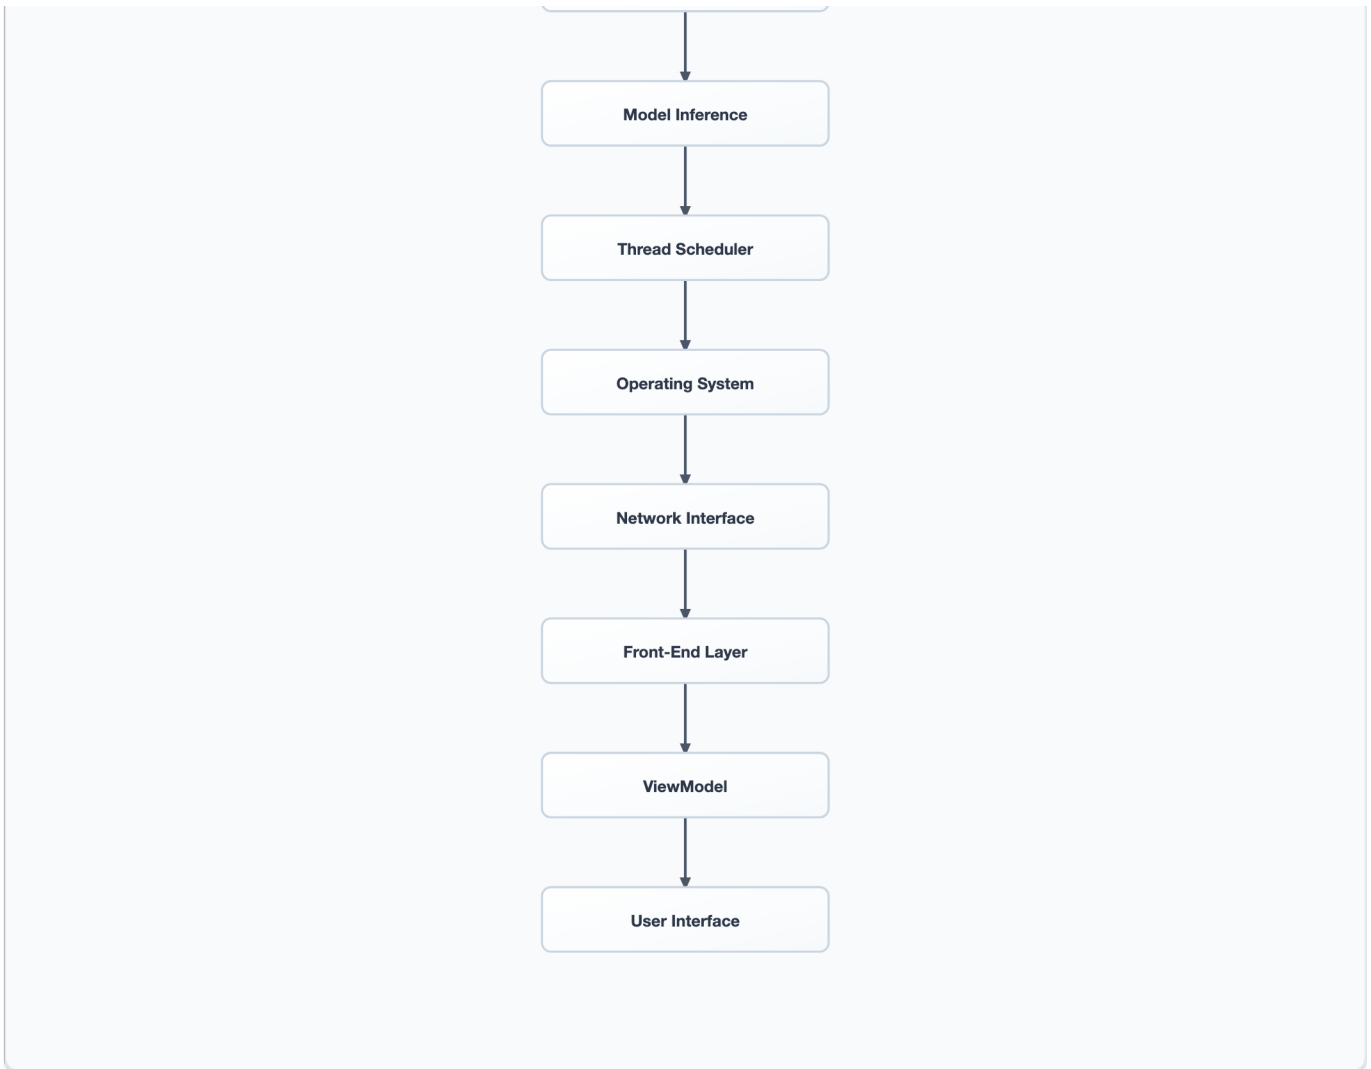 Model Inference
Thread Scheduler
Operating System
Network Interface
Front-End Layer
ViewModel
User Interface